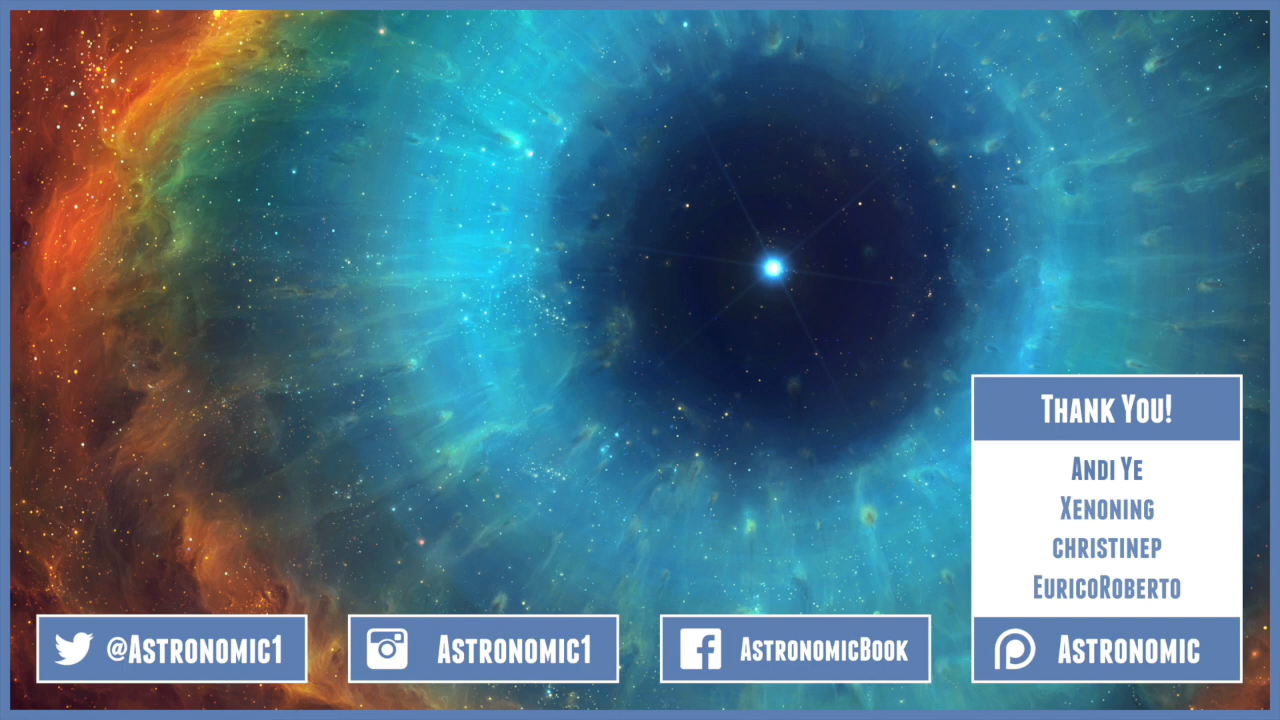 Thank You!
Andi Ye
Xenoning
christinep
EuricoRoberto
@Astronomic1
Astronomic1
AstronomicBook
Astronomic